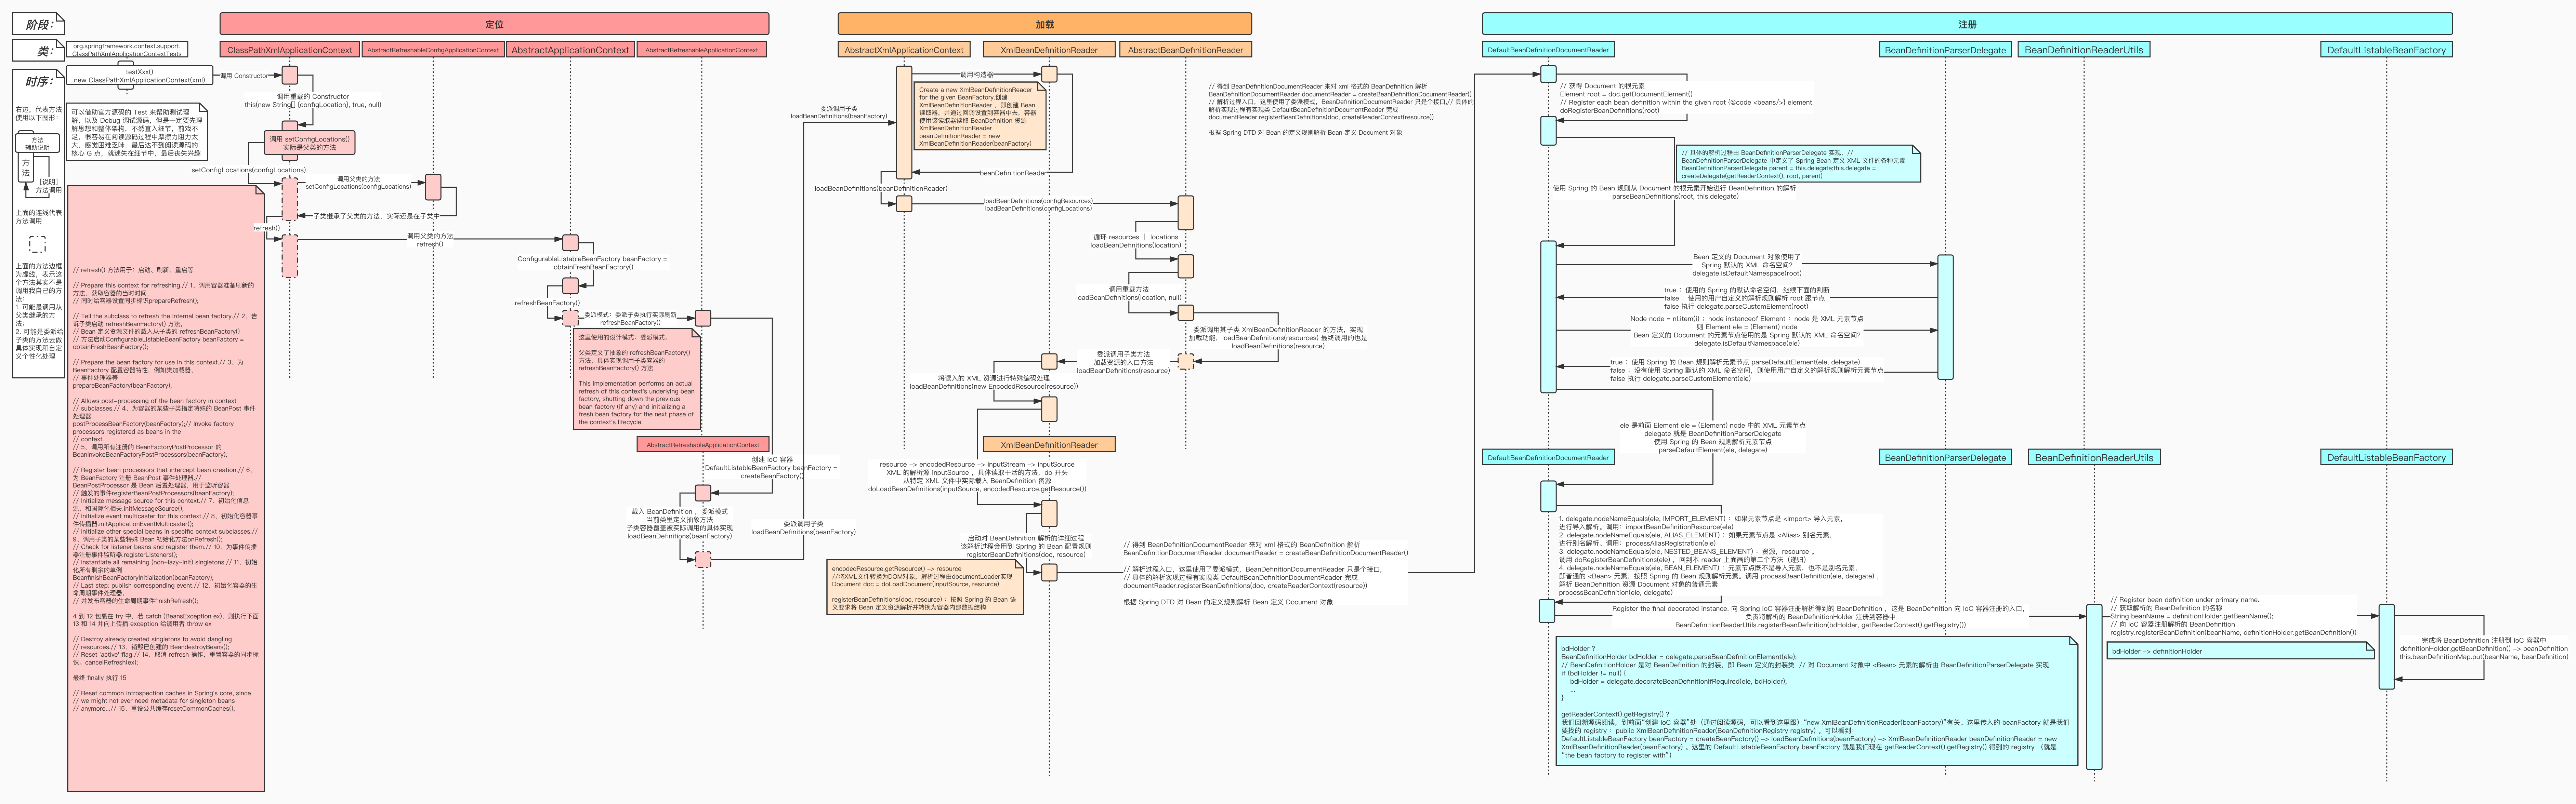 阶段：
定位
加载
注册
类：
org.springframework.context.support.
ClassPathXmlApplicationContextTests
ClassPathXmlApplicationContext
AbstractRefreshableConfigApplicationContext
AbstractApplicationContext
AbstractRefreshableApplicationContext
AbstractXmlApplicationContext
XmlBeanDefinitionReader
AbstractBeanDefinitionReader
DefaultBeanDefinitionDocumentReader
BeanDefinitionParserDelegate
BeanDefinitionReaderUtils
DefaultListableBeanFactory
时序：
右边，代表方法
使用以下图形：
方法
辅助说明
方
法
[说明]
方法调用
上面的连线代表
方法调用
上面的方法边框
为虚线，表示这
个方法其实不是
调用我自己的方
法：
1. 可能是调用从
父类继承的方
法；
2. 可能是委派给
子类的方法去做
具体实现和自定
义个性化处理
testXxx()
new ClassPathXmlApplicationContext(xml)
可以借助官方源码的 Test 来帮助测试理
解，以及 Debug 调试源码，但是一定要先理
解思想和整体架构，不然直入细节，前戏不
足，很容易在阅读源码过程中摩擦力阻力太
大，感觉困难乏味，最后达不到阅读源码的
核心 G 点，就迷失在细节中，最后丧失兴趣
// refresh() 方法用于：启动、刷新、重启等
// Prepare this context for refreshing.// 1、调用容器准备刷新的
方法，获取容器的当时时间，
// 同时给容器设置同步标识prepareRefresh();
// Tell the subclass to refresh the internal bean factory.// 2、告
诉子类启动 refreshBeanFactory() 方法，
// Bean 定义资源文件的载入从子类的 refreshBeanFactory()
// 方法启动ConfigurableListableBeanFactory beanFactory =
obtainFreshBeanFactory();
// Prepare the bean factory for use in this context.// 3、为
BeanFactory 配置容器特性，例如类加载器、
// 事件处理器等
prepareBeanFactory(beanFactory);
// Allows post-processing of the bean factory in context
// subclasses.// 4、为容器的某些子类指定特殊的 BeanPost 事件
处理器
postProcessBeanFactory(beanFactory);// Invoke factory
processors registered as beans in the
// context.
// 5、调用所有注册的 BeanFactoryPostProcessor 的
BeaninvokeBeanFactoryPostProcessors(beanFactory);
// Register bean processors that intercept bean creation.// 6、
为 BeanFactory 注册 BeanPost 事件处理器.//
BeanPostProcessor 是 Bean 后置处理器，用于监听容器
// 触发的事件registerBeanPostProcessors(beanFactory);
// Initialize message source for this context.// 7、初始化信息
源，和国际化相关.initMessageSource();
// Initialize event multicaster for this context.// 8、初始化容器事
件传播器.initApplicationEventMulticaster();
// Initialize other special beans in specific context subclasses.//
9、调用子类的某些特殊 Bean 初始化方法onRefresh();
// Check for listener beans and register them.// 10、为事件传播
器注册事件监听器.registerListeners();
// Instantiate all remaining (non-lazy-init) singletons.// 11、初始
化所有剩余的单例
BeanfinishBeanFactoryInitialization(beanFactory);
// Last step: publish corresponding event.// 12、初始化容器的生
命周期事件处理器，
// 并发布容器的生命周期事件finishRefresh();
4 到 12 包裹在 try 中，若 catch (BeansException ex)，则执行下面
13 和 14 并向上传播 exception 给调用者 throw ex
// Destroy already created singletons to avoid dangling
// resources.// 13、销毁已创建的 BeandestroyBeans();
// Reset 'active' flag.// 14、取消 refresh 操作，重置容器的同步标
识。cancelRefresh(ex);
最终 finally 执行 15
// Reset common introspection caches in Spring's core, since
// we might not ever need metadata for singleton beans
// anymore...// 15、重设公共缓存resetCommonCaches();
调用 Constructor
调用重载的 Constructor
this(new String[] {configLocation}, true, null)
调用 setConfigLocations()
实际是父类的方法
setConfigLocations(configLocations)
调用父类的方法
setConfigLocations(configLocations)
子类继承了父类的方法，实际还是在子类中
refresh()
调用父类的方法
refresh()
ConfigurableListableBeanFactory beanFactory =
obtainFreshBeanFactory()
refreshBeanFactory()
委派模式：委派子类执行实际刷新
refreshBeanFactory()
这里使用的设计模式：委派模式。
父类定义了抽象的 refreshBeanFactory()
方法，具体实现调用子类容器的
refreshBeanFactory() 方法
This implementation performs an actual
refresh of this context's underlying bean
factory, shutting down the previous
bean factory (if any) and initializing a
fresh bean factory for the next phase of
the context's lifecycle.
AbstractRefreshableApplicationContext
创建 IoC 容器
DefaultListableBeanFactory beanFactory =
createBeanFactory()
载入 BeanDefinition ，委派模式
当前类里定义抽象方法
子类容器覆盖被实际调用的具体实现
loadBeanDefinitions(beanFactory)
委派调用子类
loadBeanDefinitions(beanFactory)
委派调用子类
loadBeanDefinitions(beanFactory)
调用构造器
Create a new XmlBeanDefinitionReader
for the given BeanFactory.创建
XmlBeanDefinitionReader ，即创建 Bean
读取器，并通过回调设置到容器中去，容器
使用该读取器读取 Bean 定义资源
XmlBeanDefinitionReader
beanDefinitionReader = new
XmlBeanDefinitionReader(beanFactory)
beanDefinitionReader
loadBeanDefinitions(beanDefinitionReader)
loadBeanDefinitions(configResources)
loadBeanDefinitions(configLocations)
循环 resources ｜ locations
loadBeanDefinitions(location)
调用重载方法
loadBeanDefinitions(location, null)
委派调用其子类 XmlBeanDefinitionReader 的方法，实现
加载功能，loadBeanDefinitions(resources) 最终调用的也是
loadBeanDefinitions(resource)
委派调用子类方法
加载资源的入口方法
loadBeanDefinitions(resource)
将读入的 XML 资源进行特殊编码处理
loadBeanDefinitions(new EncodedResource(resource))
XmlBeanDefinitionReader
resource -> encodedResource -> inputStream -> inputSource
XML 的解析源 inputSource ，具体读取干活的方法，do 开头
从特定 XML 文件中实际载入 BeanDefinition 资源
doLoadBeanDefinitions(inputSource, encodedResource.getResource())
启动对 BeanDefinition 解析的详细过程
该解析过程会用到 Spring 的 Bean 配置规则
registerBeanDefinitions(doc, resource)
encodedResource.getResource() -> resource
//将XML文件转换为DOM对象，解析过程由documentLoader实现
Document doc = doLoadDocument(inputSource, resource)
registerBeanDefinitions(doc, resource) ：按照 Spring 的 Bean 语
义要求将 Bean 定义资源解析并转换为容器内部数据结构
// 得到 BeanDefinitionDocumentReader 来对 xml 格式的 BeanDefinition 解析
BeanDefinitionDocumentReader documentReader = createBeanDefinitionDocumentReader()
// 解析过程入口，这里使用了委派模式，BeanDefinitionDocumentReader 只是个接口，
// 具体的解析实现过程有实现类 DefaultBeanDefinitionDocumentReader 完成
documentReader.registerBeanDefinitions(doc, createReaderContext(resource))
根据 Spring DTD 对 Bean 的定义规则解析 Bean 定义 Document 对象
// 得到 BeanDefinitionDocumentReader 来对 xml 格式的 BeanDefinition 解析
BeanDefinitionDocumentReader documentReader = createBeanDefinitionDocumentReader()
// 解析过程入口，这里使用了委派模式，BeanDefinitionDocumentReader 只是个接口,// 具体的
解析实现过程有实现类 DefaultBeanDefinitionDocumentReader 完成
documentReader.registerBeanDefinitions(doc, createReaderContext(resource))
根据 Spring DTD 对 Bean 的定义规则解析 Bean 定义 Document 对象
// 获得 Document 的根元素
Element root = doc.getDocumentElement()
// Register each bean definition within the given root {@code <beans/>} element.
doRegisterBeanDefinitions(root)
// 具体的解析过程由 BeanDefinitionParserDelegate 实现，//
BeanDefinitionParserDelegate 中定义了 Spring Bean 定义 XML 文件的各种元素
BeanDefinitionParserDelegate parent = this.delegate;this.delegate =
createDelegate(getReaderContext(), root, parent)
使用 Spring 的 Bean 规则从 Document 的根元素开始进行 BeanDefinition 的解析
parseBeanDefinitions(root, this.delegate)
Bean 定义的 Document 对象使用了
Spring 默认的 XML 命名空间？
delegate.isDefaultNamespace(root)
true ：使用的 Spring 的默认命名空间，继续下面的判断
false ：使用的用户自定义的解析规则解析 root 跟节点
false 执行 delegate.parseCustomElement(root)
Node node = nl.item(i) ；node instanceof Element ：node 是 XML 元素节点
则 Element ele = (Element) node
Bean 定义的 Document 的元素节点使用的是 Spring 默认的 XML 命名空间？
delegate.isDefaultNamespace(ele)
true ：使用 Spring 的 Bean 规则解析元素节点 parseDefaultElement(ele, delegate)
false ：没有使用 Spring 默认的 XML 命名空间，则使用用户自定义的解析规则解析元素节点
false 执行 delegate.parseCustomElement(ele)
ele 是前面 Element ele = (Element) node 中的 XML 元素节点
delegate 就是 BeanDefinitionParserDelegate
使用 Spring 的 Bean 规则解析元素节点
parseDefaultElement(ele, delegate)
DefaultBeanDefinitionDocumentReader
BeanDefinitionParserDelegate
BeanDefinitionReaderUtils
DefaultListableBeanFactory
1. delegate.nodeNameEquals(ele, IMPORT_ELEMENT) ：如果元素节点是 <Import> 导入元素，
进行导入解析。调用：importBeanDefinitionResource(ele)
2. delegate.nodeNameEquals(ele, ALIAS_ELEMENT) ：如果元素节点是 <Alias> 别名元素，
进行别名解析。调用：processAliasRegistration(ele)
3. delegate.nodeNameEquals(ele, NESTED_BEANS_ELEMENT) ：资源，resource 。
调用 doRegisterBeanDefinitions(ele) ，回到本 reader 上面画的第二个方法（递归）
4. delegate.nodeNameEquals(ele, BEAN_ELEMENT) ：元素节点既不是导入元素，也不是别名元素，
即普通的 <Bean> 元素，按照 Spring 的 Bean 规则解析元素，调用 processBeanDefinition(ele, delegate) ，
解析 BeanDefinition 资源 Document 对象的普通元素
processBeanDefinition(ele, delegate)
Register the final decorated instance. 向 Spring IoC 容器注册解析得到的 BeanDefinition ，这是 BeanDefinition 向 IoC 容器注册的入口，
负责将解析的 BeanDefinitionHolder 注册到容器中
BeanDefinitionReaderUtils.registerBeanDefinition(bdHolder, getReaderContext().getRegistry())
// Register bean definition under primary name.
// 获取解析的 BeanDefinition 的名称
String beanName = definitionHolder.getBeanName();
// 向 IoC 容器注册解析的 BeanDefinition
registry.registerBeanDefinition(beanName, definitionHolder.getBeanDefinition())
bdHolder -> definitionHolder
完成将 BeanDefinition 注册到 IoC 容器中
definitionHolder.getBeanDefinition() -> beanDefinition
this.beanDefinitionMap.put(beanName, beanDefinition)
bdHolder ？
BeanDefinitionHolder bdHolder = delegate.parseBeanDefinitionElement(ele);
// BeanDefinitionHolder 是对 BeanDefinition 的封装，即 Bean 定义的封装类 // 对 Document 对象中 <Bean> 元素的解析由 BeanDefinitionParserDelegate 实现
if (bdHolder != null) {
bdHolder = delegate.decorateBeanDefinitionIfRequired(ele, bdHolder);
...
}
getReaderContext().getRegistry() ？
我们回溯源码阅读，到前面“创建 IoC 容器”处（通过阅读源码，可以看到这里跟）“new XmlBeanDefinitionReader(beanFactory)”有关。这里传入的 beanFactory 就是我们
要找的 registry ：public XmlBeanDefinitionReader(BeanDefinitionRegistry registry) 。可以看到：
DefaultListableBeanFactory beanFactory = createBeanFactory() -> loadBeanDefinitions(beanFactory) -> XmlBeanDefinitionReader beanDefinitionReader = new
XmlBeanDefinitionReader(beanFactory) 。这里的 DefaultListableBeanFactory beanFactory 就是我们现在 getReaderContext().getRegistry() 得到的 registry （就是
“the bean factory to register with”）